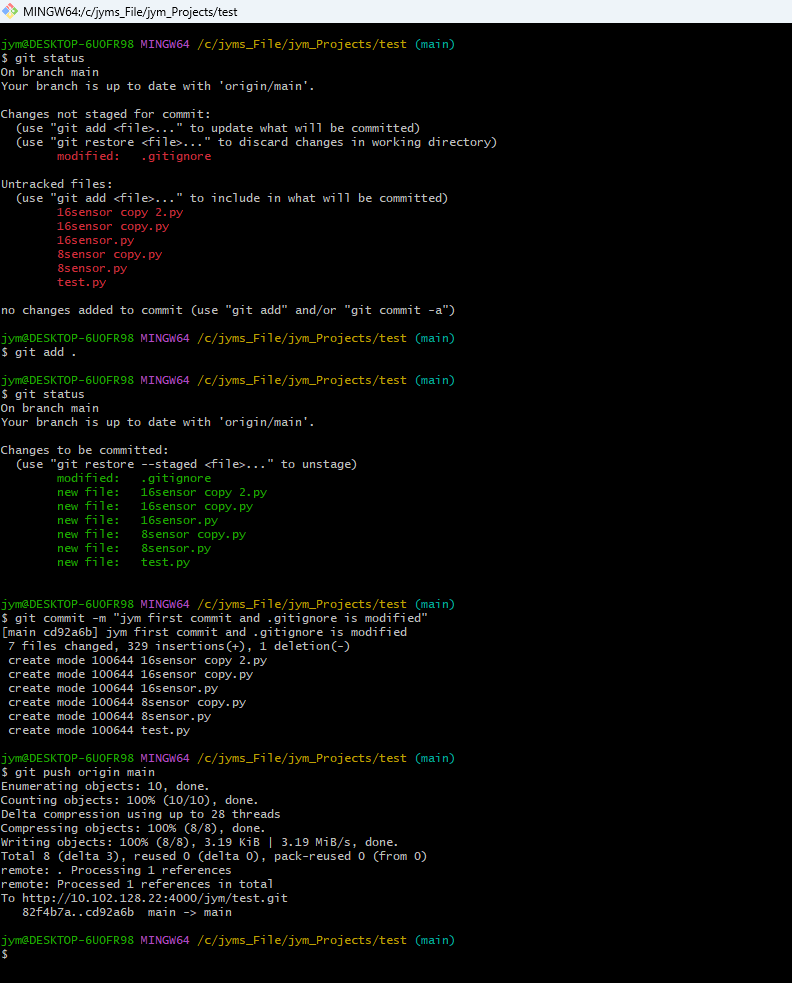 MINGW64:/c/jyms_File/jym_Projects/test
jym@DESKTOP-6UOFR98 MINGW64 /c/jyms_File/jym_Projects/test (main)
$ git status
On branch main
Your branch is up to date with 'origin/main'.
Changes not staged for commit:
  (use "git add <file>..." to update what will be committed)
  (use "git restore <file>..." to discard changes in working directory)
        modified:   .gitignore
Untracked files:
  (use "git add <file>..." to include in what will be committed)
        16sensor copy 2.py
        16sensor copy.py
        16sensor.py
        8sensor copy.py
        8sensor.py
        test.py
no changes added to commit (use "git add" and/or "git commit -a")
jym@DESKTOP-6UOFR98 MINGW64 /c/jyms_File/jym_Projects/test (main)
$ git add .
jym@DESKTOP-6UOFR98 MINGW64 /c/jyms_File/jym_Projects/test (main)
$ git status
On branch main
Your branch is up to date with 'origin/main'.
Changes to be committed:
  (use "git restore --staged <file>..." to unstage)
        modified:   .gitignore
        new file:   16sensor copy 2.py
        new file:   16sensor copy.py
        new file:   16sensor.py
        new file:   8sensor copy.py
        new file:   8sensor.py
        new file:   test.py
jym@DESKTOP-6UOFR98 MINGW64 /c/jyms_File/jym_Projects/test (main)
$ git commit -m "jym first commit and .gitignore is modified"
[main cd92a6b] jym first commit and .gitignore is modified
 7 files changed, 329 insertions(+), 1 deletion(-)
 create mode 100644 16sensor copy 2.py
 create mode 100644 16sensor copy.py
 create mode 100644 16sensor.py
 create mode 100644 8sensor copy.py
 create mode 100644 8sensor.py
 create mode 100644 test.py
jym@DESKTOP-6UOFR98 MINGW64 /c/jyms_File/jym_Projects/test (main)
$ git push origin main
Enumerating objects: 10, done.
Counting objects: 100% (10/10), done.
Delta compression using up to 28 threads
Compressing objects: 100% (8/8), done.
Writing objects: 100% (8/8), 3.19 KiB | 3.19 MiB/s, done.
Total 8 (delta 3), reused 0 (delta 0), pack-reused 0 (from 0)
remote: . Processing 1 references
remote: Processed 1 references in total
To http://10.102.128.22:4000/jym/test.git
   82f4b7a..cd92a6b  main -> main
jym@DESKTOP-6UOFR98 MINGW64 /c/jyms_File/jym_Projects/test (main)
$